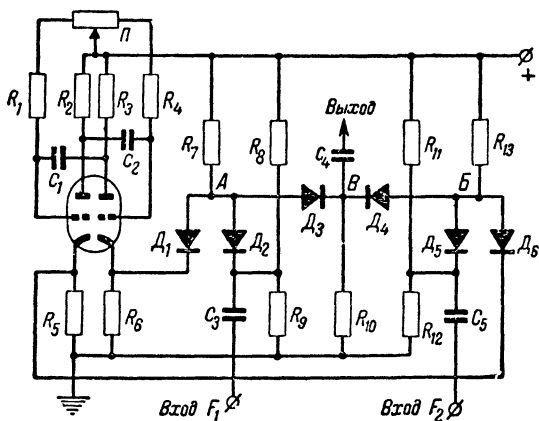 П
+
R1 R2 R3 R4
R7 R8 Выход R11 R13
C1 C2 C4
А В Б
Д1 Д2 Д3 Д4 Д5 Д6
R5 R6 C3 R9 R10 R12 C5
Вход F1 Вход F2